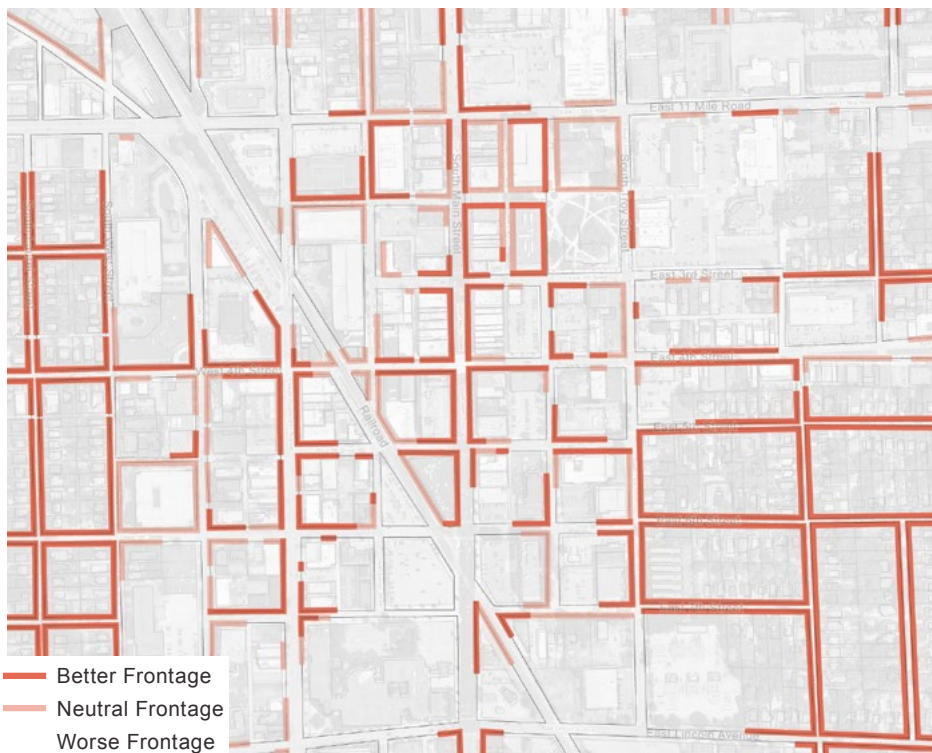 East 11 Mile Road
South Main Street
South Troy Street
East 3rd Street
East 4th Street
West 4th Street
Railroad
East 5th Street
East 6th Street
East 7th Street
Better Frontage
Neutral Frontage
Worse Frontage
East Lincoln Avenue